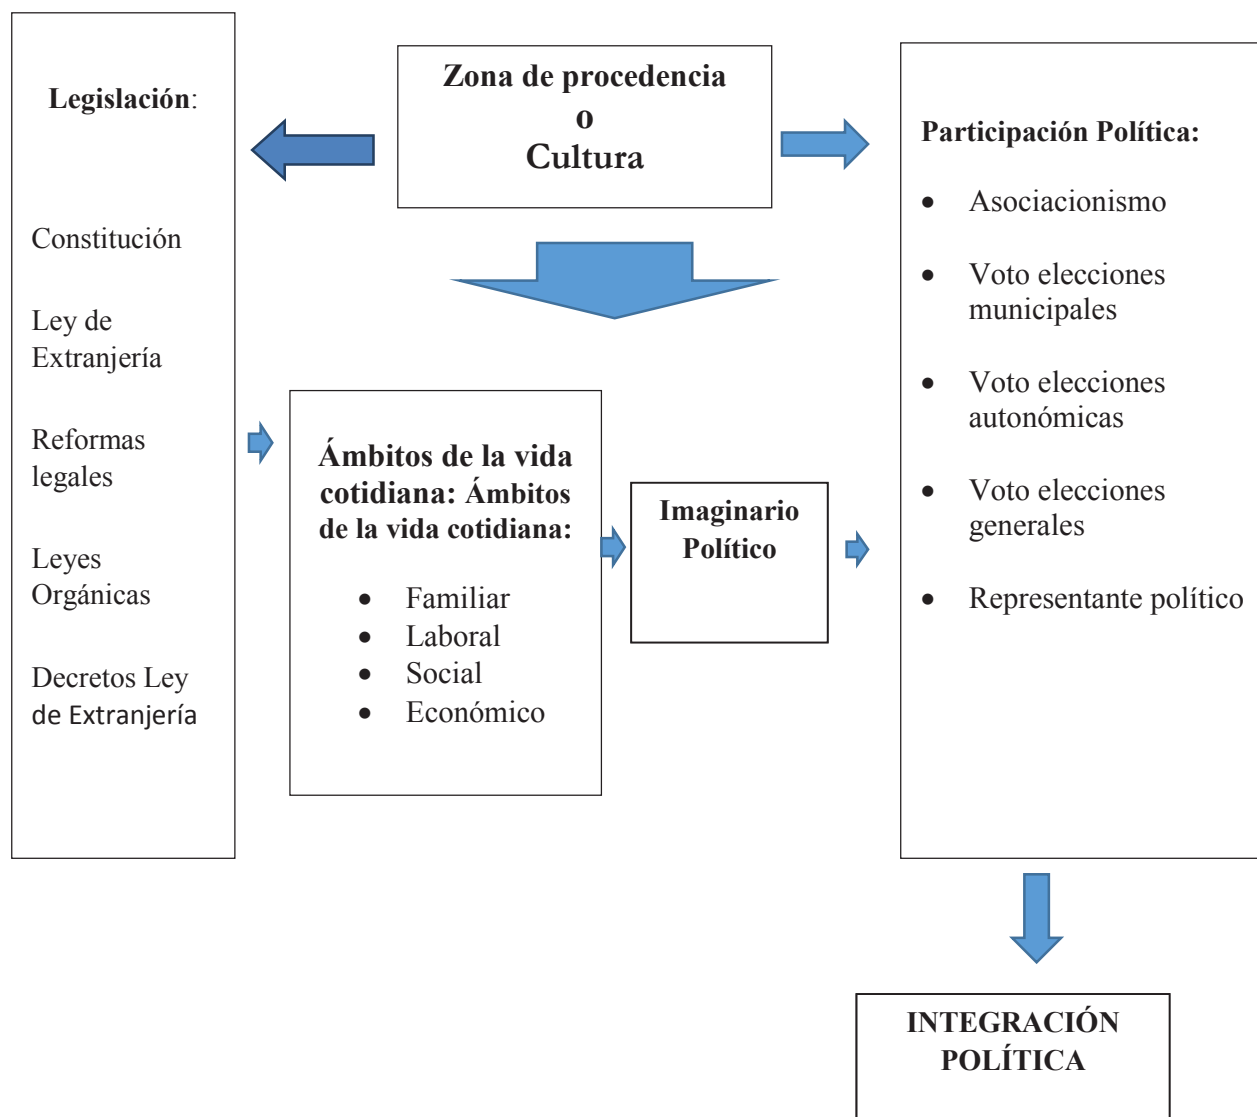 Legislación:
Constitución
Ley de
Extranjería
Reformas
legales
Leyes
Orgánicas
Decretos Ley
de Extranjería
Zona de procedencia
o
Cultura
Ámbitos de la vida
cotidiana: Ámbitos
de la vida cotidiana:
• Familiar
• Laboral
• Social
• Económico
Imaginario
Político
Participación Política:
• Asociacionismo
• Voto elecciones
municipales
• Voto elecciones
autonómicas
• Voto elecciones
generales
• Representante político
INTEGRACIÓN
POLÍTICA